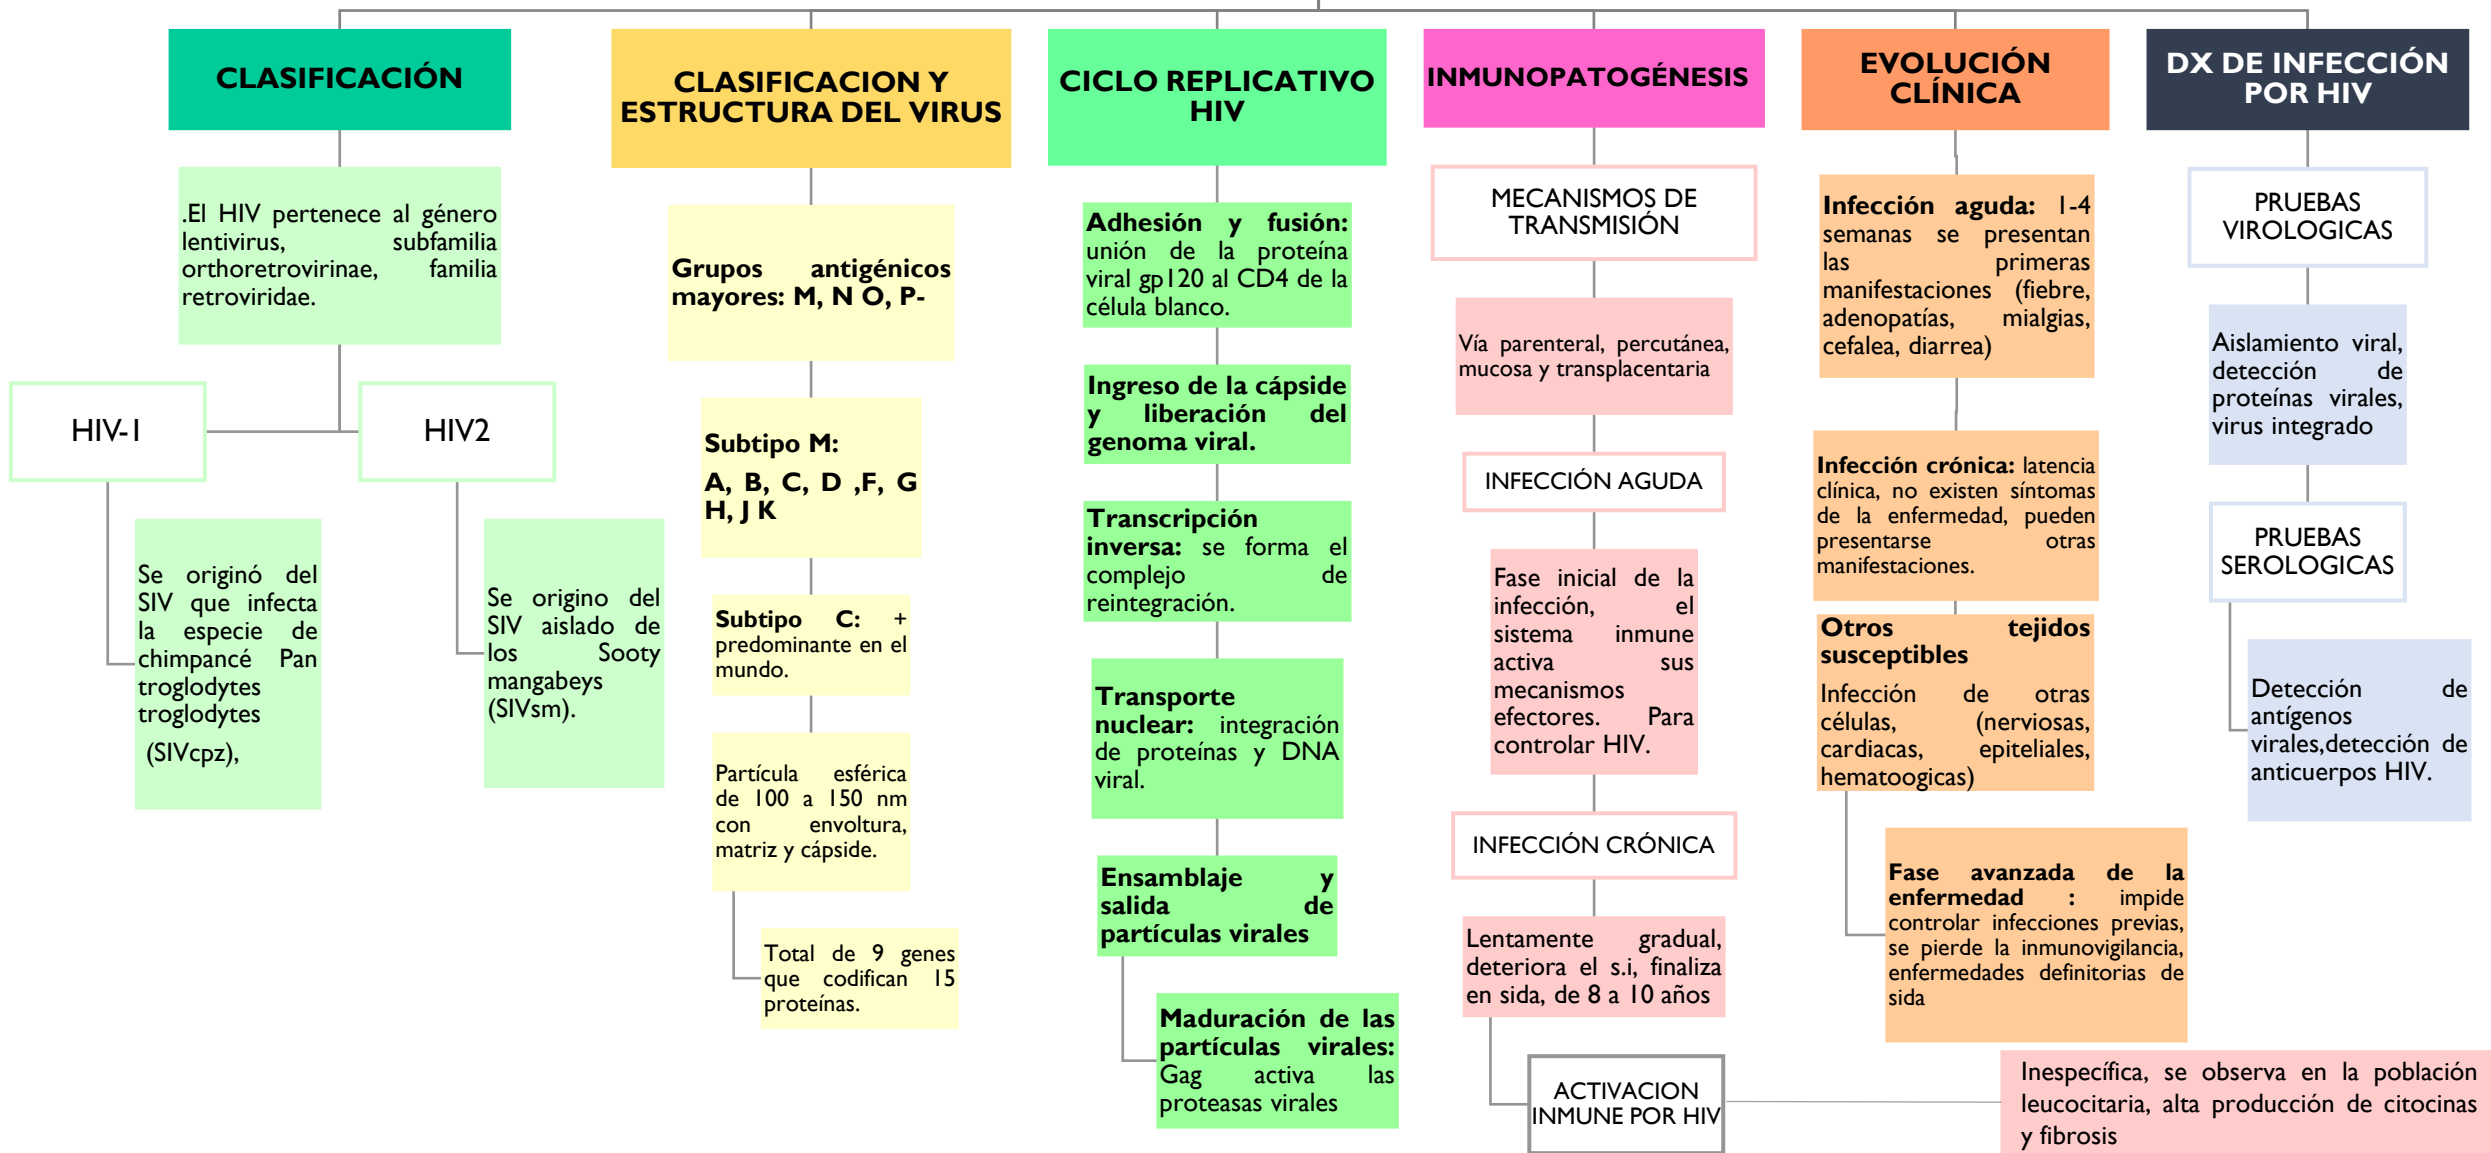 CLASIFICACIÓN
.El HIV pertenece al género
lentivirus, subfamilia
orthoretrovirinae, familia
retroviridae.
HIV-1
HIV2
Se originó del
SIV que infecta
la especie de
chimpancé Pan
troglodytes
troglodytes
(SIVcpz),
Se origino del
SIV aislado de
los Sooty
mangabeys
(SIVsm).
CLASIFICACION Y
ESTRUCTURA DEL VIRUS
Grupos antigénicos
mayores: M, N O, P-
Subtipo M:
A, B, C, D ,F, G
H, J K
Subtipo C: +
predominante en el
mundo.
Partícula esférica
de 100 a 150 nm
con envoltura,
matriz y cápside.
Total de 9 genes
que codifican 15
proteínas.
CICLO REPLICATIVO
HIV
Adhesión y fusión:
unión de la proteína
viral gp120 al CD4 de la
célula blanco.
Ingreso de la cápside
y liberación del
genoma viral.
Transcripción
inversa: se forma el
complejo de
reintegración.
Transporte
nuclear: integración
de proteínas y DNA
viral.
Ensamblaje y
salida de
partículas virales
Maduración de las
partículas virales:
Gag activa las
proteasas virales
INMUNOPATOGÉNESIS
MECANISMOS DE
TRANSMISIÓN
Vía parenteral, percutánea,
mucosa y transplacentaria
INFECCIÓN AGUDA
Fase inicial de la
infección, el
sistema inmune
activa sus
mecanismos
efectores. Para
controlar HIV.
INFECCIÓN CRÓNICA
Lentamente gradual,
deteriora el s.i, finaliza
en sida, de 8 a 10 años
ACTIVACION
INMUNE POR HIV
Inespecífica, se observa en la población
leucocitaria, alta producción de citocinas
y fibrosis
EVOLUCIÓN
CLÍNICA
Infección aguda: 1-4
semanas se presentan
las primeras
manifestaciones (fiebre,
adenopatías, mialgias,
cefalea, diarrea)
Infección crónica: latencia
clínica, no existen síntomas
de la enfermedad, pueden
presentarse otras
manifestaciones.
Otros tejidos
susceptibles
Infección de otras
células, (nerviosas,
cardiacas, epiteliales,
hematoogicas)
Fase avanzada de la
enfermedad : impide
controlar infecciones previas,
se pierde la inmunovigilancia,
enfermedades definitorias de
sida
DX DE INFECCIÓN
POR HIV
PRUEBAS
VIROLOGICAS
Aislamiento viral,
detección de
proteínas virales,
virus integrado
PRUEBAS
SEROLOGICAS
Detección de
antígenos
virales,detección de
anticuerpos HIV.